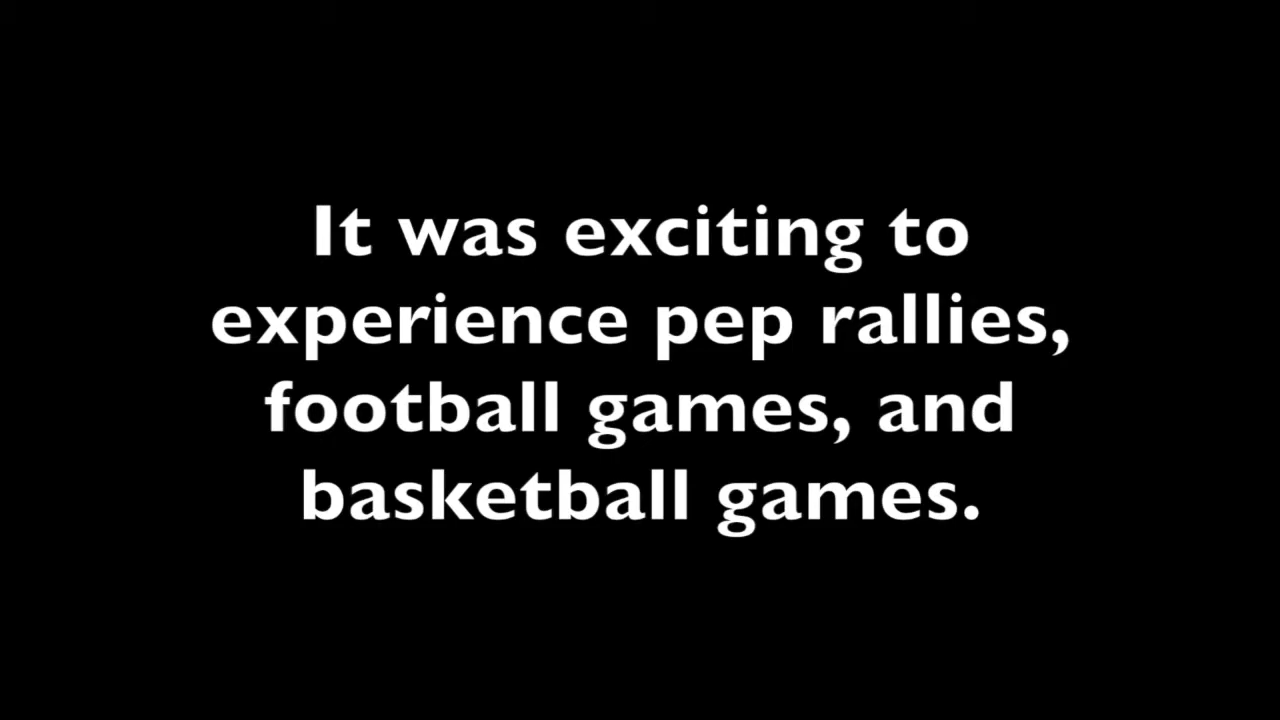 It was exciting to
experience pep rallies,
football games, and
basketball games.